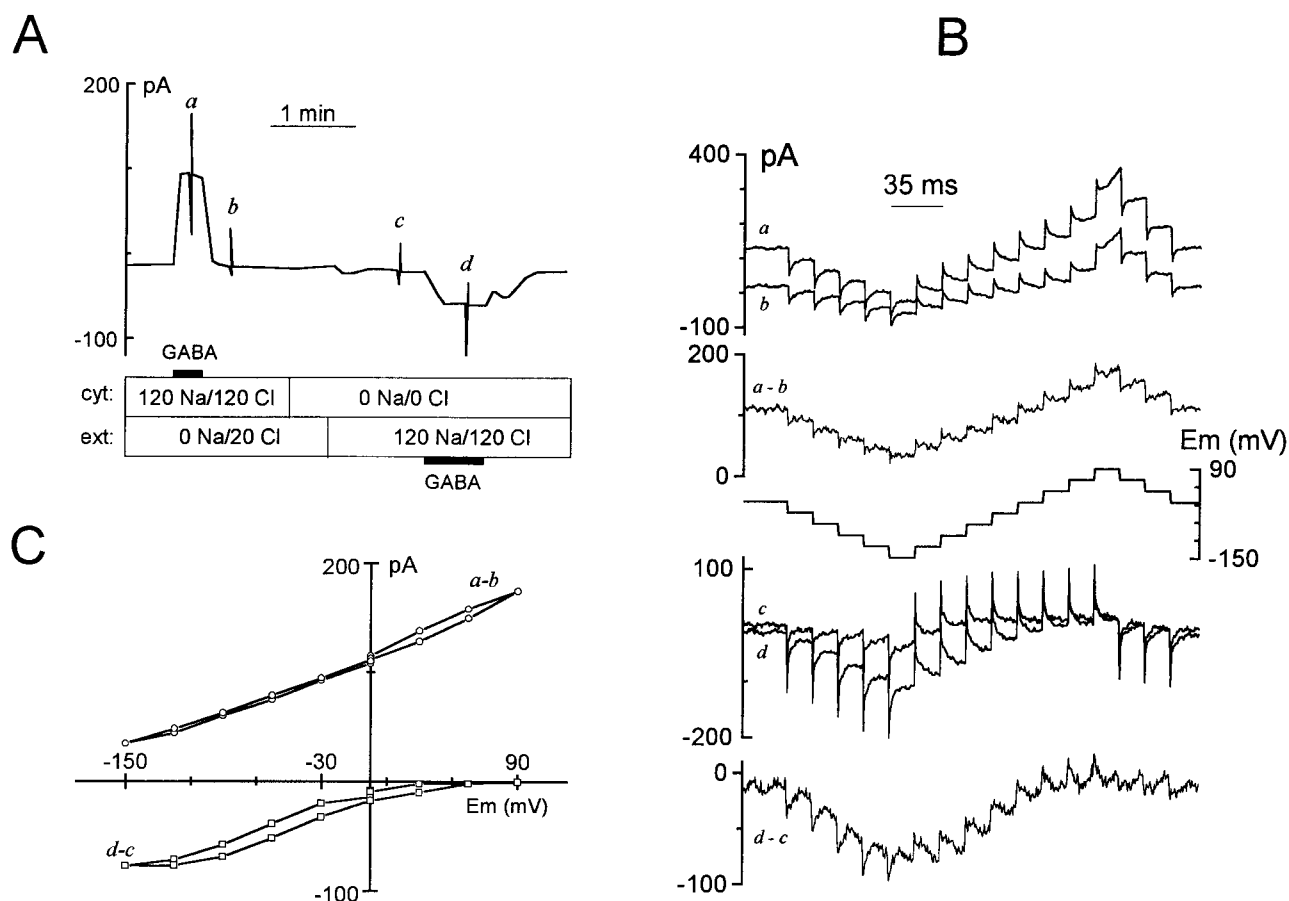 A
200 pA
a
1 min
b
c
d
-100
GABA
cyt: 120 Na/120 Cl 0 Na/0 Cl
ext: 0 Na/20 Cl 120 Na/120 Cl
GABA
B
400 pA
35 ms
a
b
-100
200
a - b
0
Em (mV)
90
-150
100
c
d
-200
0
d - c
-100
C
200 pA
a-b
-150 -30 90
Em (mV)
d-c
-100